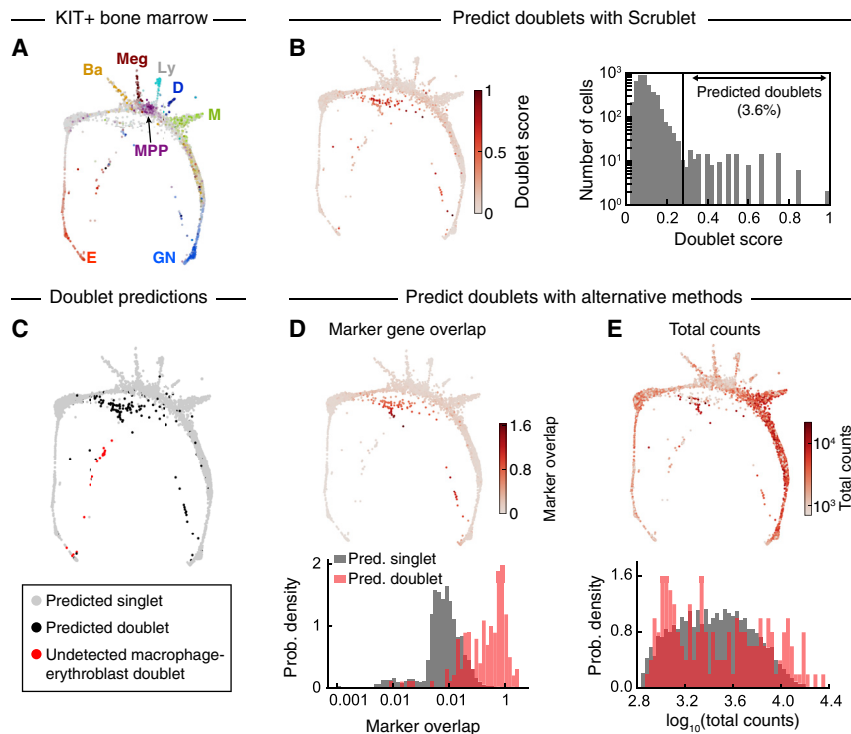 KIT+ bone marrow
Predict doublets with Scrublet
A
Ba
Meg
Ly
D
M
MPP
E
GN
B
1
0.5
0
Doublet score
10³
10²
10¹
10⁰
Number of cells
Predicted doublets
(3.6%)
0
0.2
0.4
0.6
0.8
1
Doublet score
Doublet predictions
Predict doublets with alternative methods
C
Predicted singlet
Predicted doublet
Undetected macrophage-
erythroblast doublet
D
Marker gene overlap
1.6
0.8
0
Marker overlap
Pred. singlet
Pred. doublet
2
1
0
Prob. density
0.001
0.01
0.01
1
Marker overlap
E
Total counts
10⁴
10³
Total counts
1.6
0.8
0.0
Prob. density
2.8
3.2
3.6
4.0
4.4
log₁₀(total counts)